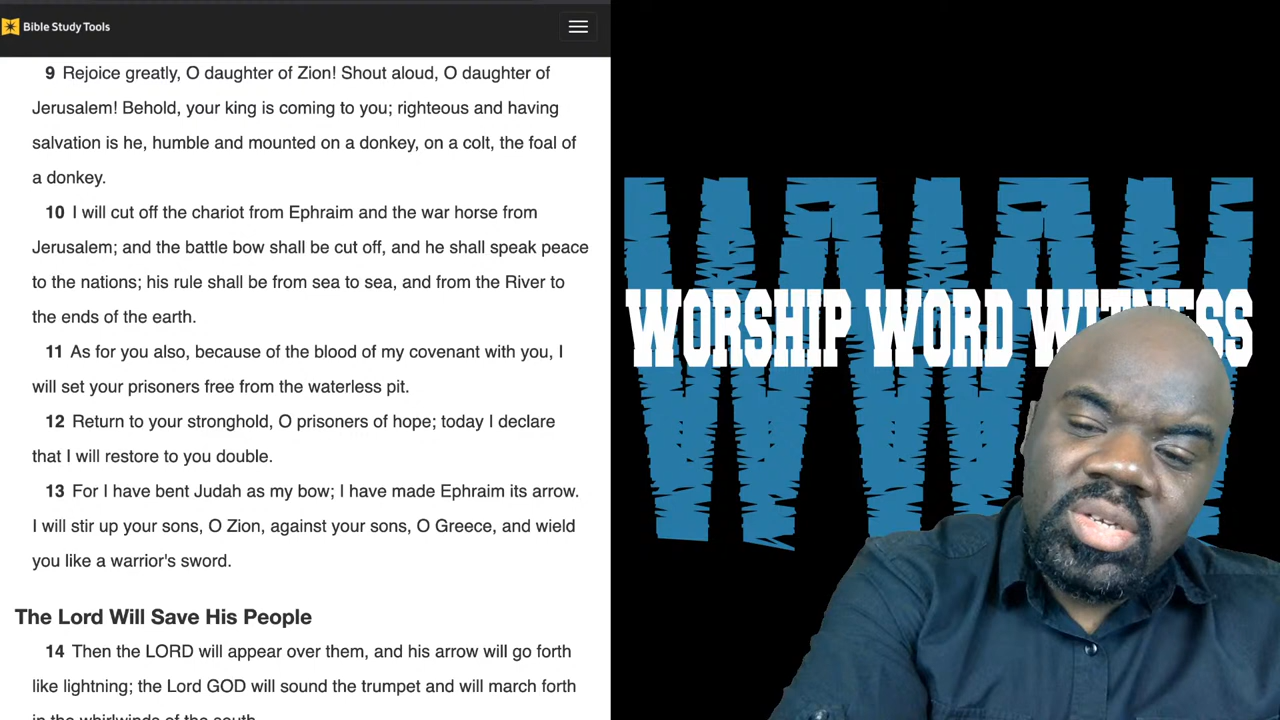 Bible Study Tools
9 Rejoice greatly, O daughter of Zion! Shout aloud, O daughter of
Jerusalem! Behold, your king is coming to you; righteous and having
salvation is he, humble and mounted on a donkey, on a colt, the foal of
a donkey.
10 I will cut off the chariot from Ephraim and the war horse from
Jerusalem; and the battle bow shall be cut off, and he shall speak peace
to the nations; his rule shall be from sea to sea, and from the River to
the ends of the earth.
11 As for you also, because of the blood of my covenant with you, I
will set your prisoners free from the waterless pit.
12 Return to your stronghold, O prisoners of hope; today I declare
that I will restore to you double.
13 For I have bent Judah as my bow; I have made Ephraim its arrow.
I will stir up your sons, O Zion, against your sons, O Greece, and wield
you like a warrior's sword.
The Lord Will Save His People
14 Then the LORD will appear over them, and his arrow will go forth
like lightning; the Lord GOD will sound the trumpet and will march forth
in the whirlwinds of the south.
WWW
WORSHIP WORD WITNESS